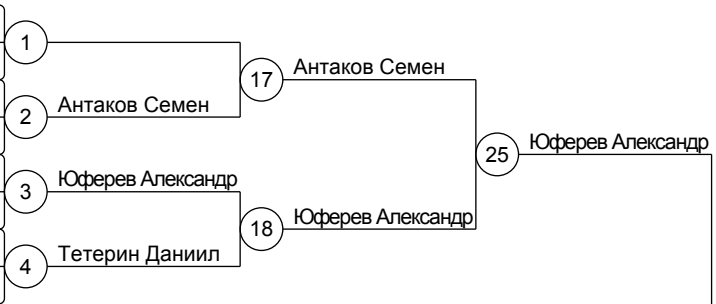 1
17
Антаков Семен
2
Антаков Семен
25
Юферев Александр
3
Юферев Александр
18
Юферев Александр
4
Тетерин Даниил